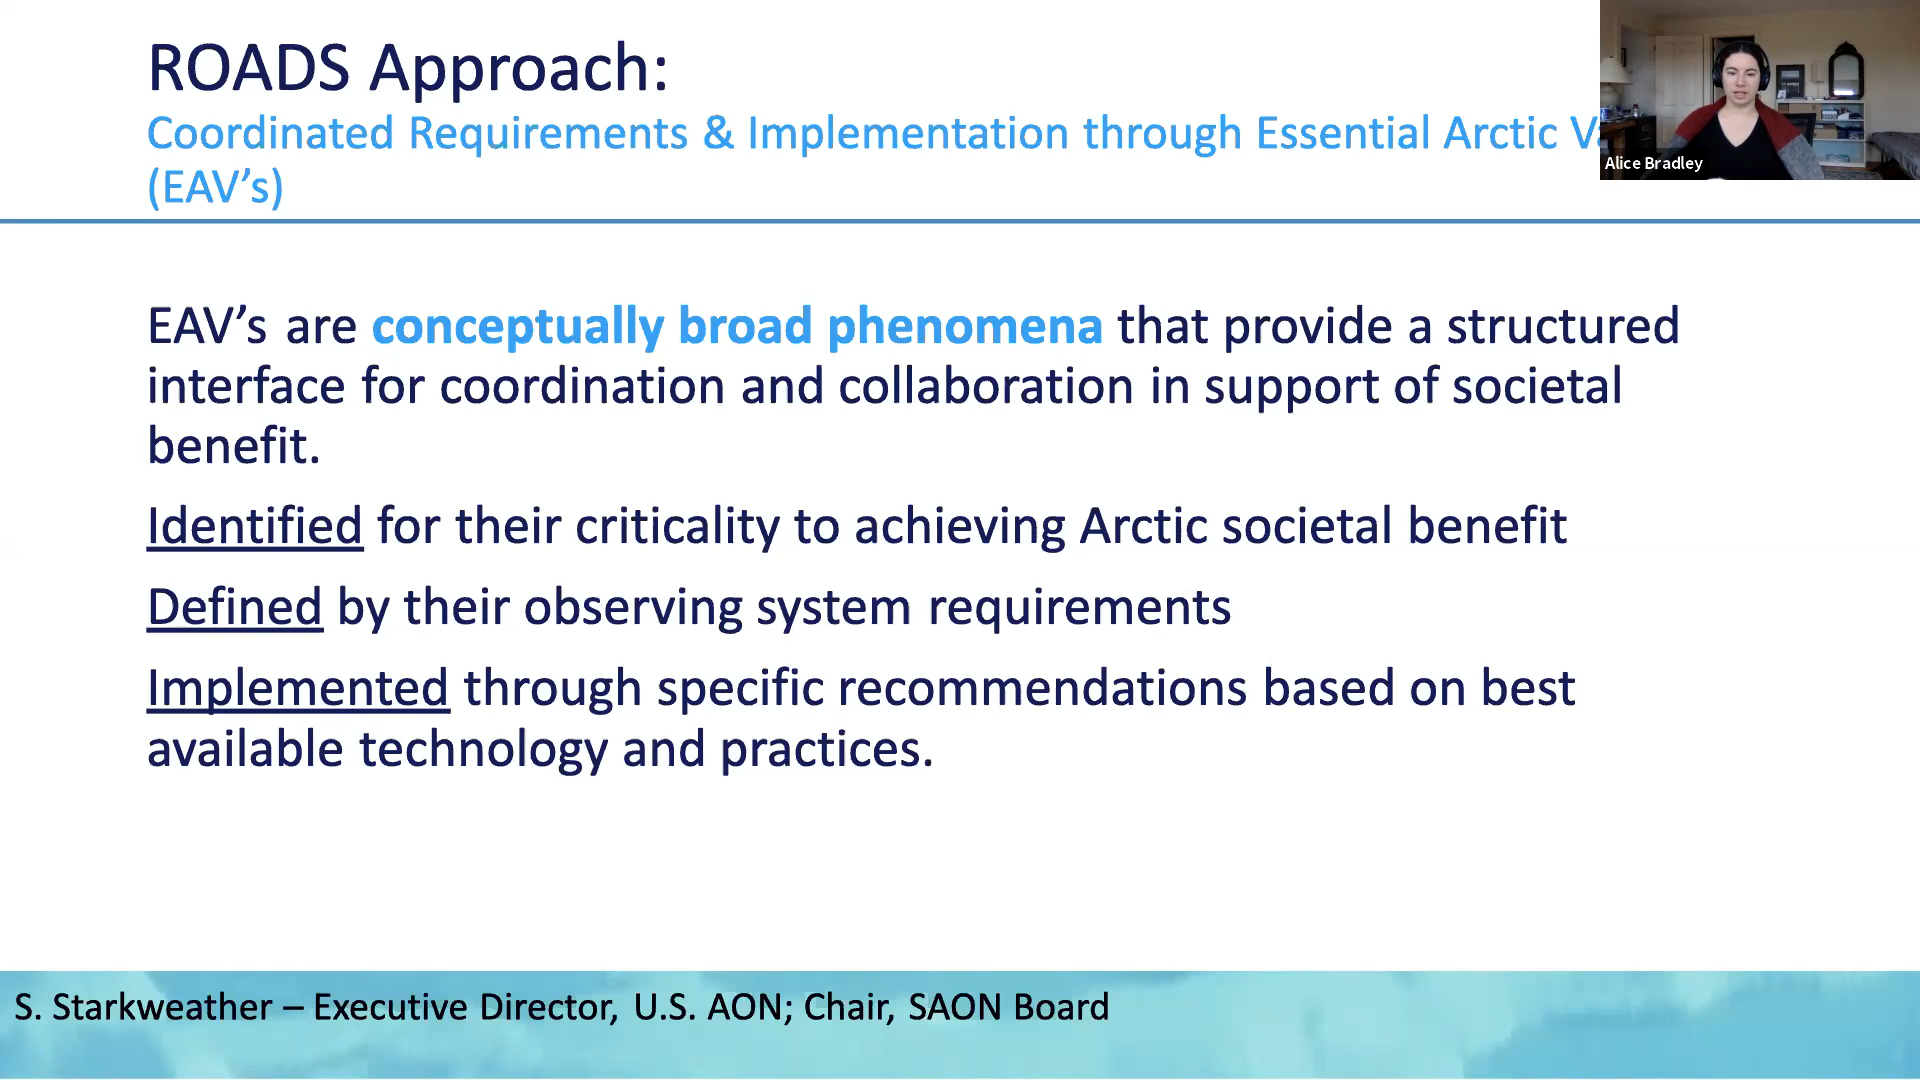 ROADS Approach:
Coordinated Requirements & Implementation through Essential Arctic
(EAV’s)
Alice Bradley
EAV’s are conceptually broad phenomena that provide a structured
interface for coordination and collaboration in support of societal
benefit.
Identified for their criticality to achieving Arctic societal benefit
Defined by their observing system requirements
Implemented through specific recommendations based on best
available technology and practices.
S. Starkweather – Executive Director, U.S. AON; Chair, SAON Board